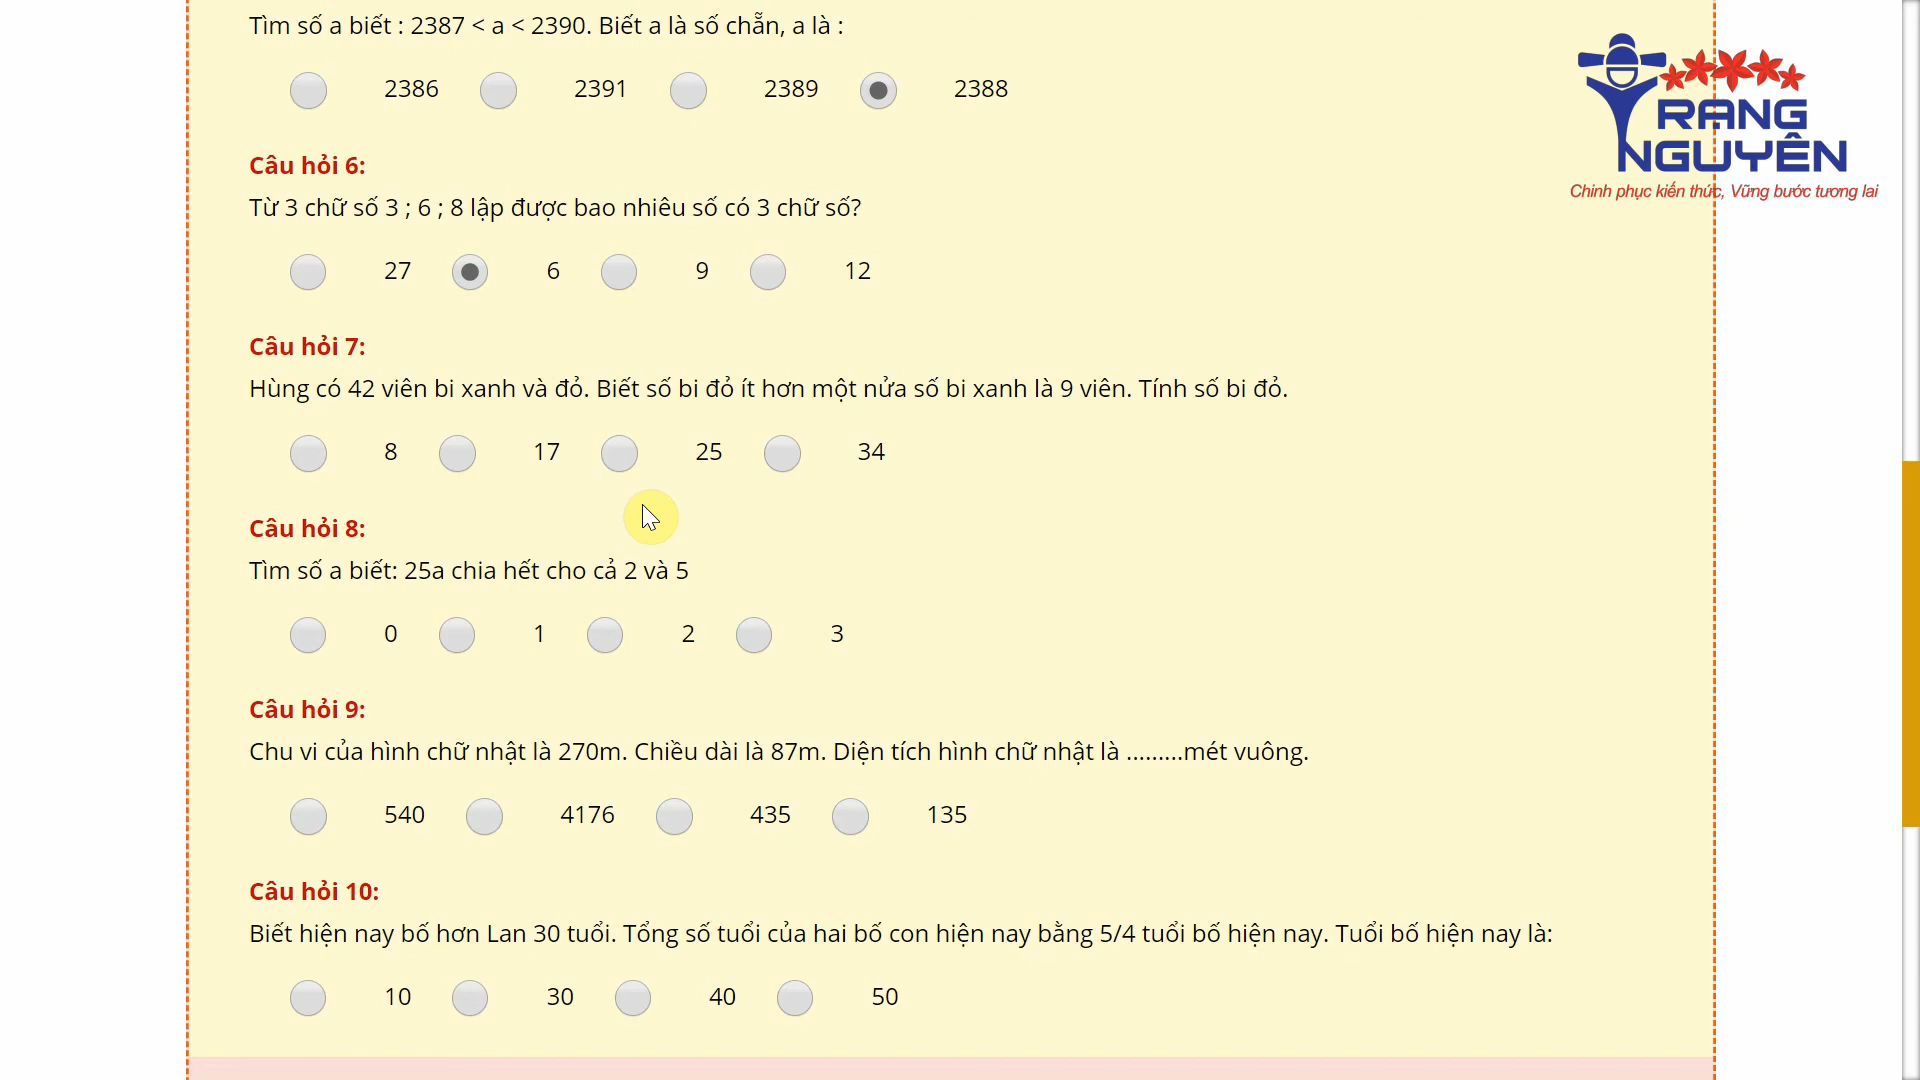 Tìm số a biết : 2387 < a < 2390. Biết a là số chẵn, a là :
2386 2391 2389 2388
Câu hỏi 6:
Từ 3 chữ số 3 ; 6 ; 8 lập được bao nhiêu số có 3 chữ số?
27 6 9 12
Câu hỏi 7:
Hùng có 42 viên bi xanh và đỏ. Biết số bi đỏ ít hơn một nửa số bi xanh là 9 viên. Tính số bi đỏ.
8 17 25 34
Câu hỏi 8:
Tìm số a biết: 25a chia hết cho cả 2 và 5
0 1 2 3
Câu hỏi 9:
Chu vi của hình chữ nhật là 270m. Chiều dài là 87m. Diện tích hình chữ nhật là .........mét vuông.
540 4176 435 135
Câu hỏi 10:
Biết hiện nay bố hơn Lan 30 tuổi. Tổng số tuổi của hai bố con hiện nay bằng 5/4 tuổi bố hiện nay. Tuổi bố hiện nay là:
10 30 40 50
TRẠNG
NGUYÊN
Chinh phục kiến thức, Vững bước tương lai